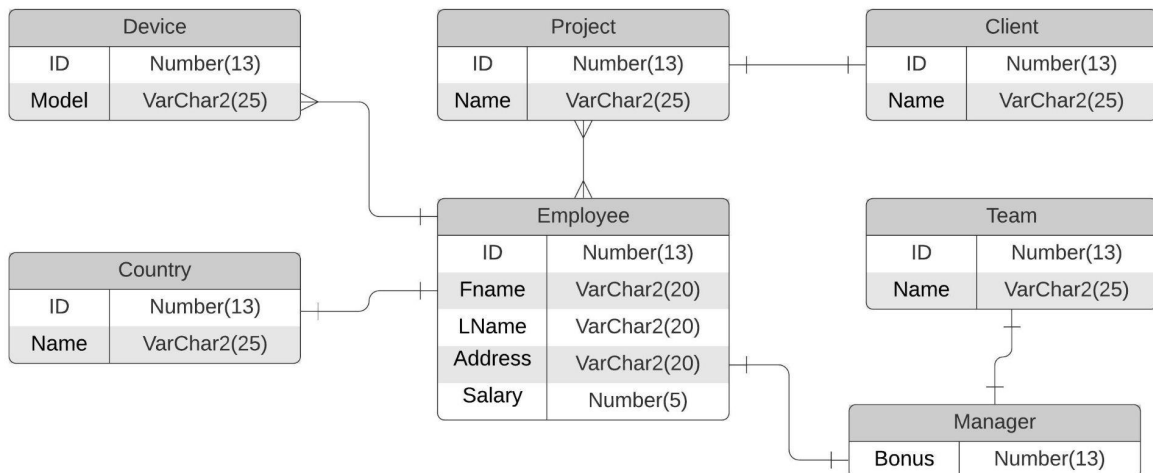 Device
ID Number(13)
Model VarChar2(25)
Project
ID Number(13)
Name VarChar2(25)
Client
ID Number(13)
Name VarChar2(25)
Country
ID Number(13)
Name VarChar2(25)
Employee
ID Number(13)
Fname VarChar2(20)
LName VarChar2(20)
Address VarChar2(20)
Salary Number(5)
Team
ID Number(13)
Name VarChar2(25)
Manager
Bonus Number(13)